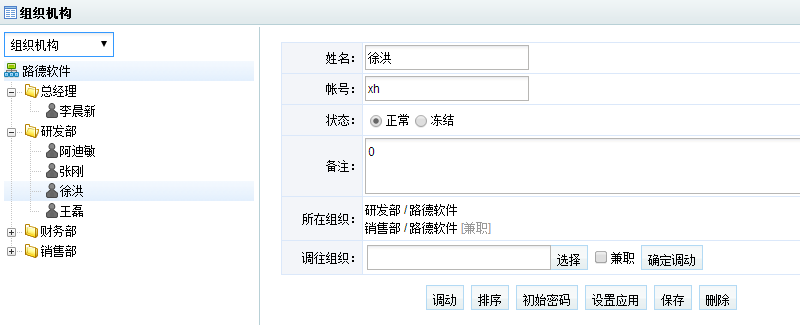 组织机构
组织机构
路德软件
总经理
李晨新
研发部
阿迪敏
张刚
徐洪
王磊
财务部
销售部
姓名： 徐洪
帐号： xh
状态： 正常 冻结
备注： 0
所在组织： 研发部 / 路德软件
销售部 / 路德软件 [兼职]
调往组织： 选择 兼职 确定调动
调动 排序 初始密码 设置应用 保存 删除